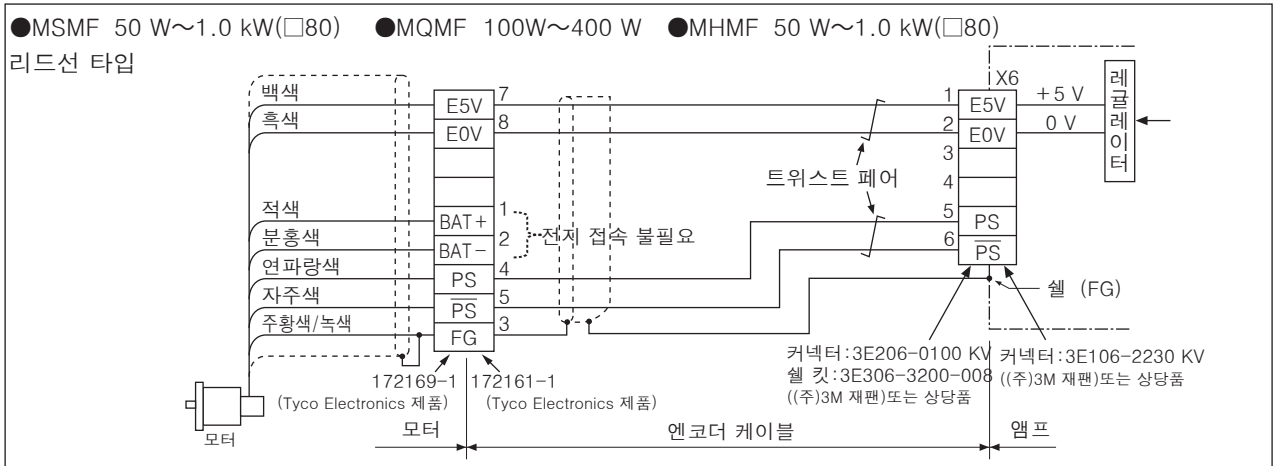 ●MSMF 50 W～1.0 kW(□80) ●MQMF 100W～400 W ●MHMF 50 W～1.0 kW(□80)
리드선 타입
백색
흑색
적색
분홍색
연파랑색
자주색
주황색/녹색
E5V 7
E0V 8
BAT+ 1
BAT− 2
PS 4
P̅S̅ 5
FG 3
전지 접속 불필요
트위스트 페어
X6
1 E5V +5 V
2 E0V 0 V
3
4
5 PS
6 P̅S̅
레귤레이터
쉘 (FG)
172169-1
(Tyco Electronics 제품)
172161-1
(Tyco Electronics 제품)
커넥터:3E206-0100 KV
쉘 킷:3E306-3200-008
((주)3M 재팬)또는 상당품
커넥터:3E106-2230 KV
((주)3M 재팬)또는 상당품
모터
모터
엔코더 케이블
앰프